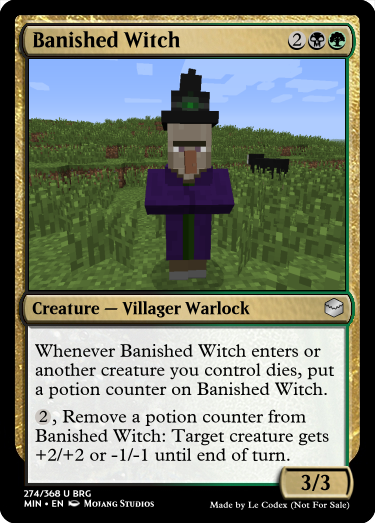 Banished Witch 2
Creature — Villager Warlock
Whenever Banished Witch enters or
another creature you control dies, put
a potion counter on Banished Witch.
2, Remove a potion counter from
Banished Witch: Target creature gets
+2/+2 or -1/-1 until end of turn.
3/3
274/368 U BRG
MIN • EN Mojang Studios
Made by Le Codex (Not For Sale)